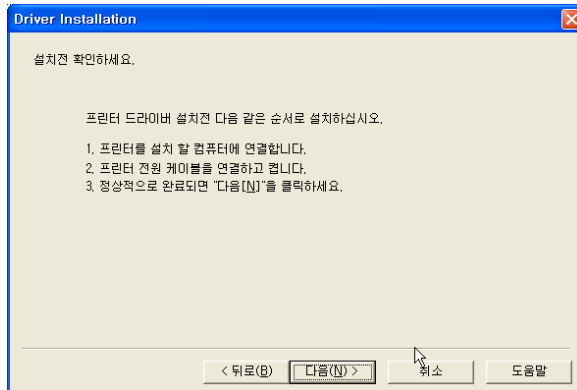 Driver Installation
설치전 확인하세요.
프린터 드라이버 설치전 다음 같은 순서로 설치하십시오.
1. 프린터를 설치 할 컴퓨터에 연결합니다.
2. 프린터 전원 케이블을 연결하고 켭니다.
3. 정상적으로 완료되면 "다음[N]"을 클릭하세요.
< 뒤로(B) 다음(N) > 취소 도움말